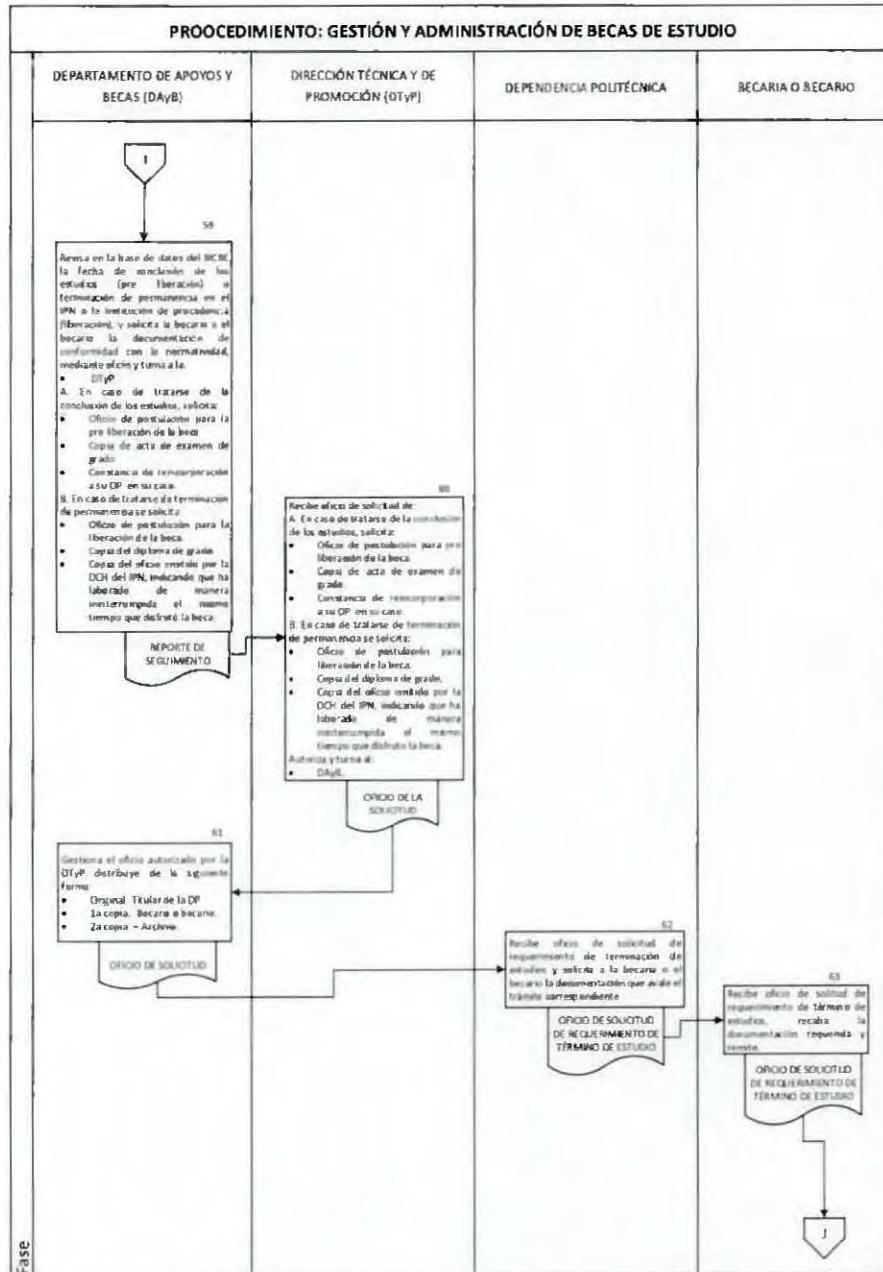 PROOCEDIMIENTO: GESTIÓN Y ADMINISTRACIÓN DE BECAS DE ESTUDIO
DEPARTAMENTO DE APOYOS Y
BECAS (DAyB)
DIRECCIÓN TÉCNICA Y DE
PROMOCIÓN (DTyP)
DEPENDENCIA POLITÉCNICA
BECARIA O BECARIO
I
59
Revisa en la base de datos del
la fecha de conclusión de los
estudios (pre liberación) o
terminación de permanencia en el
IPN o la institución de procedencia
(liberación), y solicita la becaria o el
becario la documentación de
conformidad con la normatividad,
mediante oficio y turna a la.
• DTyP
A. En caso de tratarse de la
conclusión de los estudios, solicita:
• Oficio de postulación para la
pre liberación de la beca
• Copia de acta de examen de
grado
• Constancia de reincorporación
a su DP en su caso.
B. En caso de tratarse de terminación
de permanencia se solicita
• Oficio de postulación para la
liberación de la beca.
• Copia del diploma de grado
• Copia del oficio emitido por la
DCH del IPN, indicando que ha
laborado de manera
ininterrumpida el mismo
tiempo que disfrutó la beca.
REPORTE DE
SEGUIMIENTO
60
Recibe oficio de solicitud de:
A. En caso de tratarse de la conclusión
de los estudios, solicita:
• Oficio de postulación para pre
liberación de la beca.
• Copia de acta de examen de
grado.
• Constancia de reincorporación
a su DP en su caso.
B. En caso de tratarse de terminación
de permanencia se solicita:
• Oficio de postulación para
liberación de la beca.
• Copia del diploma de grado.
• Copia del oficio emitido por la
DCH del IPN, indicando que ha
laborado de manera
ininterrumpida el mismo
tiempo que disfruto la beca.
Autoriza y turna al:
• DAyB.
OFICIO DE LA
SOLICITUD
61
Gestiona el oficio autorizado por la
DTyP distribuye de la siguiente
forma
• Original Titular de la DP
• 1a copia. Becaria o becario.
• 2a copia – Archivo.
OFICIO DE SOLICITUD
62
Recibe oficio de solicitud de
requerimiento de terminación de
estudios y solicita a la becaria o el
becario la documentación que avale el
trámite correspondiente
OFICIO DE SOLICITUD
DE REQUERIMIENTO DE
TÉRMINO DE ESTUDIO
63
Recibe oficio de solitud de
requerimiento de término de
estudios, recaba la
documentación requerida y
remite.
OFICIO DE SOLICITUD
DE REQUERIMIENTO DE
TÉRMINO DE ESTUDIO
J
Fase